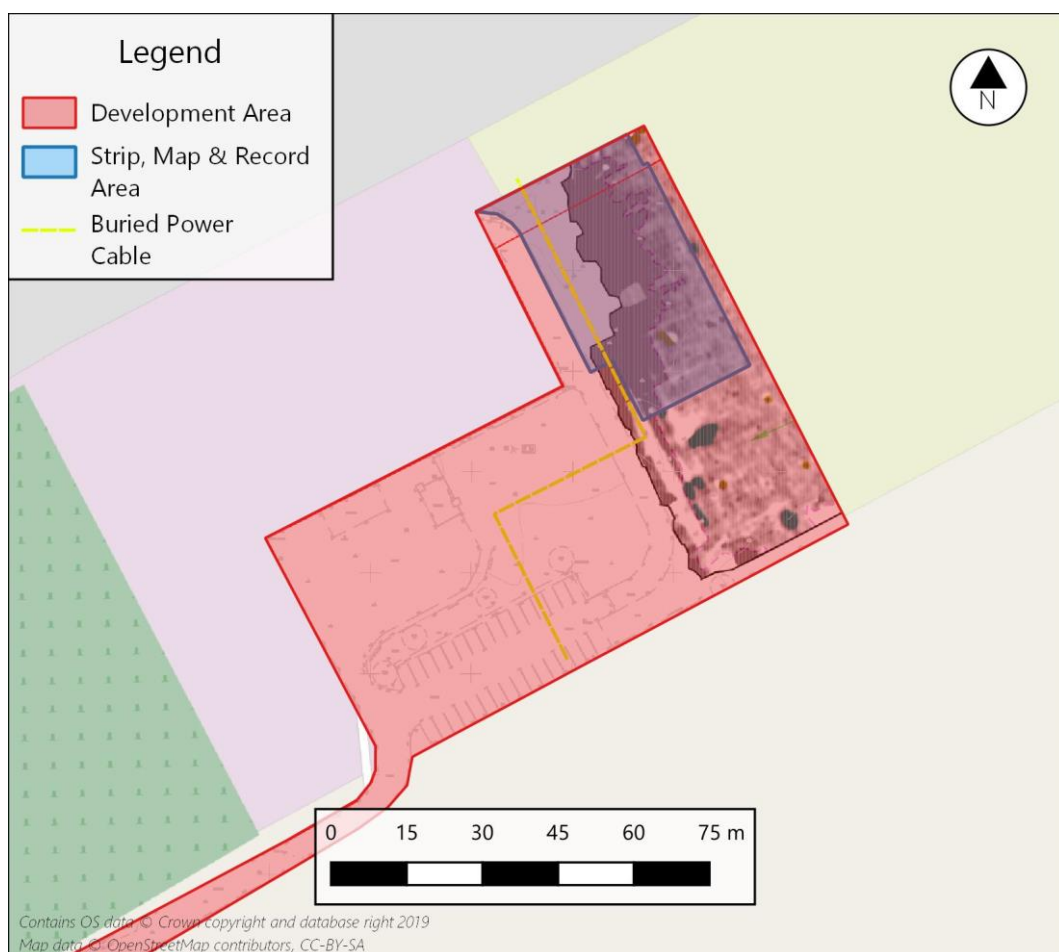 Legend
Development Area
Strip, Map & Record
Area
Buried Power
Cable
N
0 15 30 45 60 75 m
Contains OS data © Crown copyright and database right 2019
Map data © OpenStreetMap contributors, CC-BY-SA